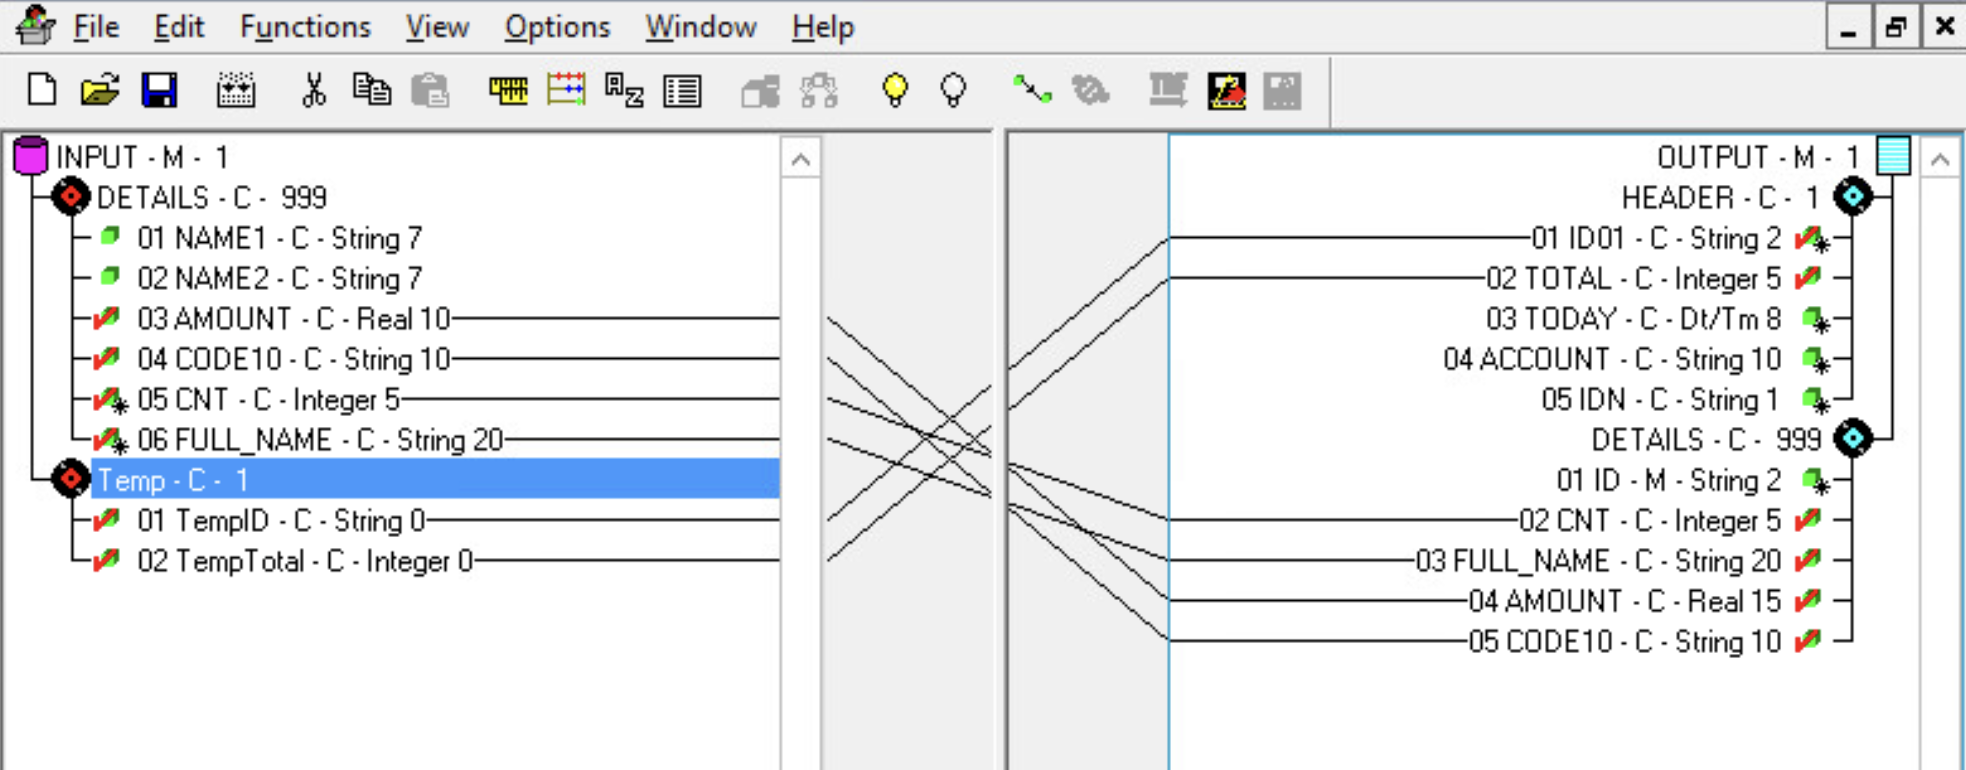 File Edit Functions View Options Window Help
INPUT - M - 1
DETAILS - C - 999
01 NAME1 - C - String 7
02 NAME2 - C - String 7
03 AMOUNT - C - Real 10
04 CODE10 - C - String 10
05 CNT - C - Integer 5
06 FULL_NAME - C - String 20
Temp - C - 1
01 TempID - C - String 0
02 TempTotal - C - Integer 0
OUTPUT - M - 1
HEADER - C - 1
01 ID01 - C - String 2
02 TOTAL - C - Integer 5
03 TODAY - C - Dt/Tm 8
04 ACCOUNT - C - String 10
05 IDN - C - String 1
DETAILS - C - 999
01 ID - M - String 2
02 CNT - C - Integer 5
03 FULL_NAME - C - String 20
04 AMOUNT - C - Real 15
05 CODE10 - C - String 10